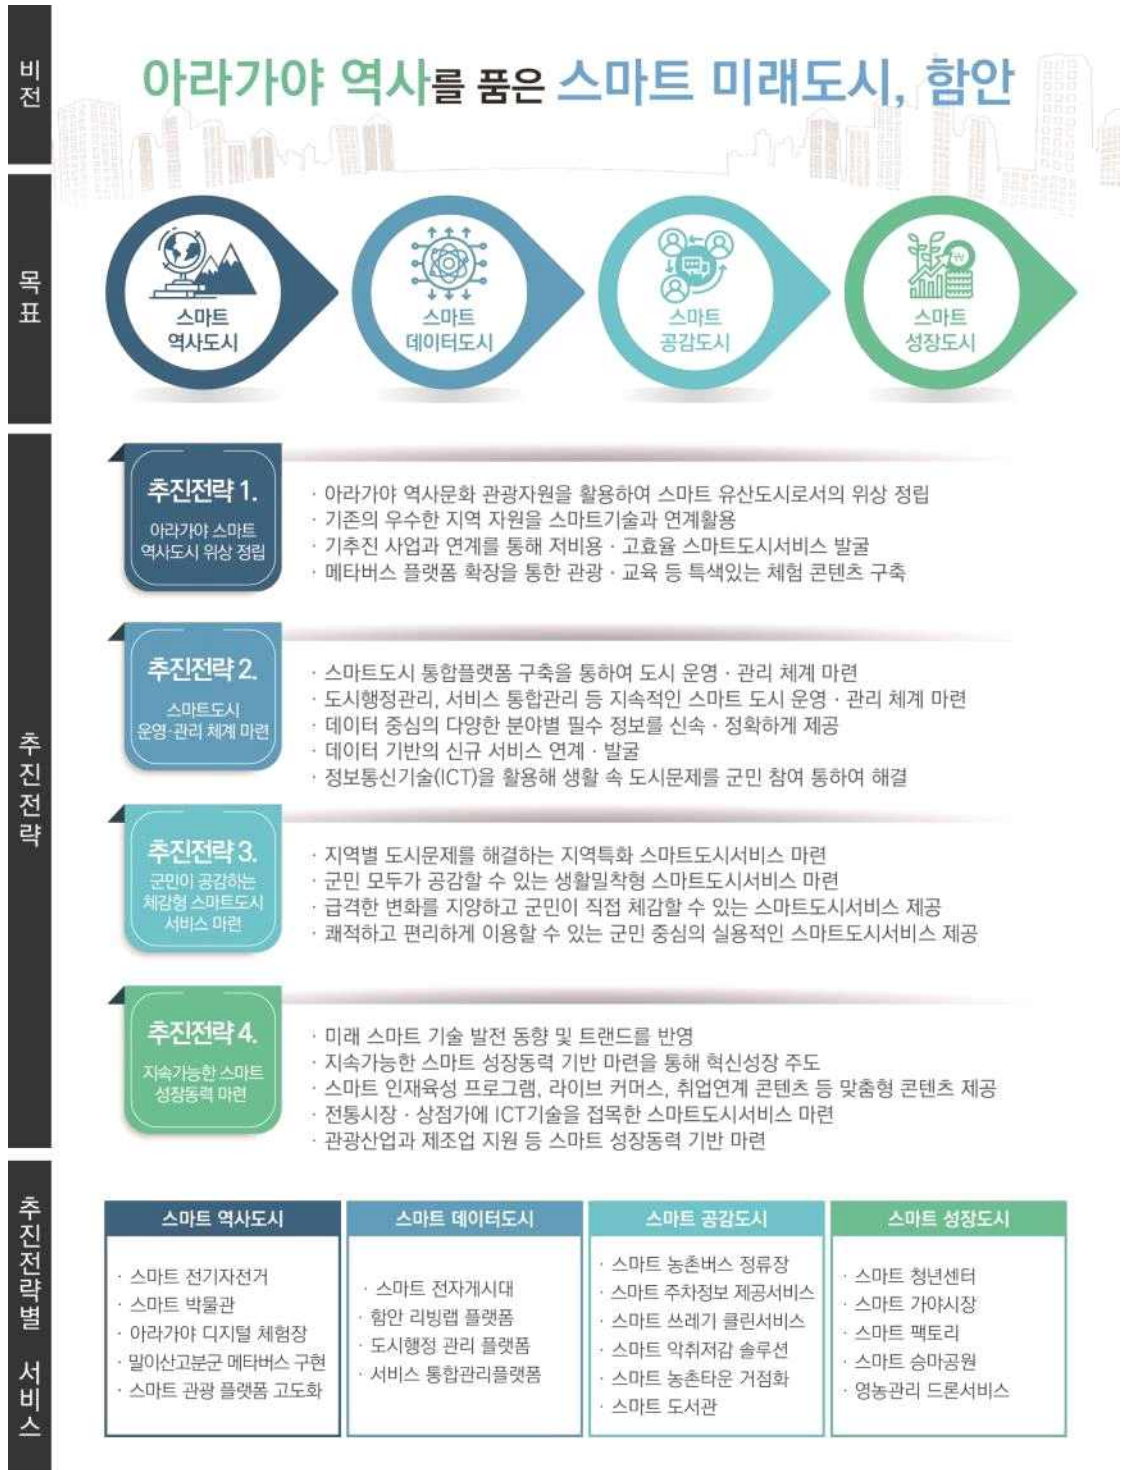 비전
아라가야 역사를 품은 스마트 미래도시, 함안
목표
스마트
역사도시
스마트
데이터도시
스마트
공감도시
스마트
성장도시
추진전략
추진전략 1.
아라가야 스마트
역사도시 위상 정립
· 아라가야 역사문화 관광자원을 활용하여 스마트 유산도시로서의 위상 정립
· 기존의 우수한 지역 자원을 스마트기술과 연계활용
· 기추진 사업과 연계를 통해 저비용 · 고효율 스마트도시서비스 발굴
· 메타버스 플랫폼 확장을 통한 관광 · 교육 등 특색있는 체험 콘텐츠 구축
추진전략 2.
스마트도시
운영·관리 체계 마련
· 스마트도시 통합플랫폼 구축을 통하여 도시 운영 · 관리 체계 마련
· 도시행정관리, 서비스 통합관리 등 지속적인 스마트 도시 운영 · 관리 체계 마련
· 데이터 중심의 다양한 분야별 필수 정보를 신속 · 정확하게 제공
· 데이터 기반의 신규 서비스 연계 · 발굴
· 정보통신기술(ICT)을 활용해 생활 속 도시문제를 군민 참여 통하여 해결
추진전략 3.
군민이 공감하는
체감형 스마트도시
서비스 마련
· 지역별 도시문제를 해결하는 지역특화 스마트도시서비스 마련
· 군민 모두가 공감할 수 있는 생활밀착형 스마트도시서비스 마련
· 급격한 변화를 지양하고 군민이 직접 체감할 수 있는 스마트도시서비스 제공
· 쾌적하고 편리하게 이용할 수 있는 군민 중심의 실용적인 스마트도시서비스 제공
추진전략 4.
지속가능한 스마트
성장동력 마련
· 미래 스마트 기술 발전 동향 및 트랜드를 반영
· 지속가능한 스마트 성장동력 기반 마련을 통해 혁신성장 주도
· 스마트 인재육성 프로그램, 라이브 커머스, 취업연계 콘텐츠 등 맞춤형 콘텐츠 제공
· 전통시장 · 상점가에 ICT기술을 접목한 스마트도시서비스 마련
· 관광산업과 제조업 지원 등 스마트 성장동력 기반 마련
추진전략별 서비스
스마트 역사도시
· 스마트 전기자전거
· 스마트 박물관
· 아라가야 디지털 체험장
· 말이산고분군 메타버스 구현
· 스마트 관광 플랫폼 고도화
스마트 데이터도시
· 스마트 전자게시대
· 함안 리빙랩 플랫폼
· 도시행정 관리 플랫폼
· 서비스 통합관리플랫폼
스마트 공감도시
· 스마트 농촌버스 정류장
· 스마트 주차정보 제공서비스
· 스마트 쓰레기 클린서비스
· 스마트 악취저감 솔루션
· 스마트 농촌타운 거점화
· 스마트 도서관
스마트 성장도시
· 스마트 청년센터
· 스마트 가야시장
· 스마트 팩토리
· 스마트 승마공원
· 영농관리 드론서비스